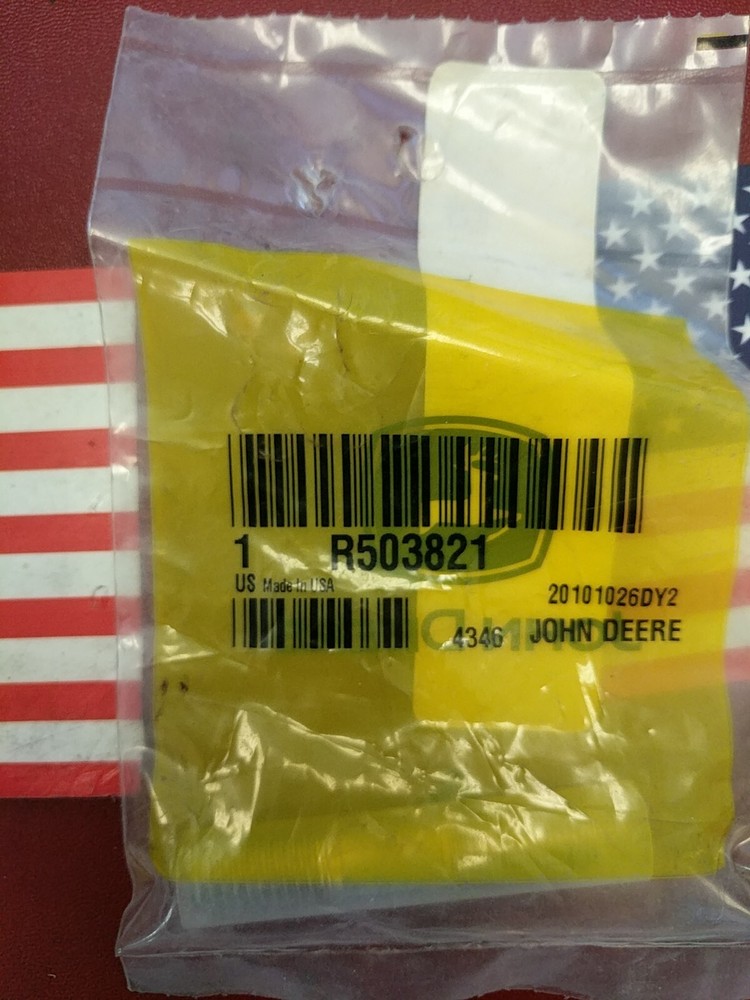 1 R503821
US Made in USA
20101026DY2
4346 JOHN DEERE